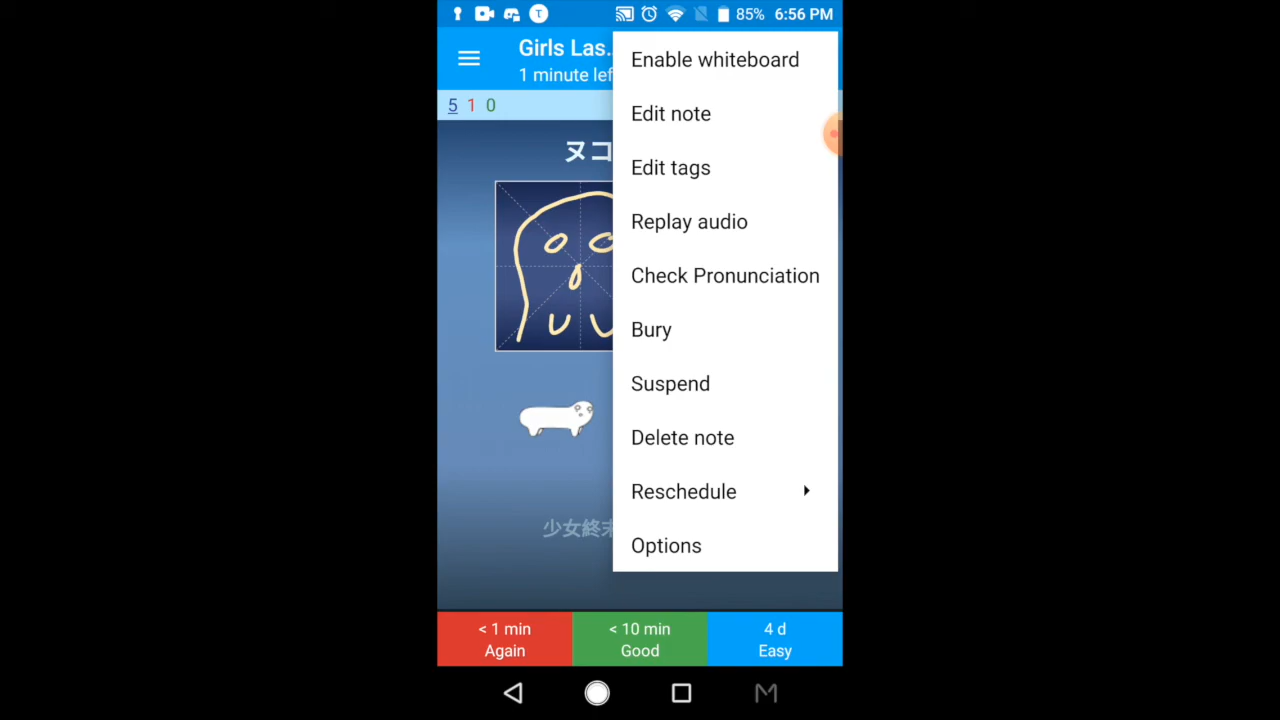 85% 6:56 PM
Girls Las...
1 minute left
5 1 0
ヌコ
少女終末
Enable whiteboard
Edit note
Edit tags
Replay audio
Check Pronunciation
Bury
Suspend
Delete note
Reschedule
Options
< 1 min
Again
< 10 min
Good
4 d
Easy